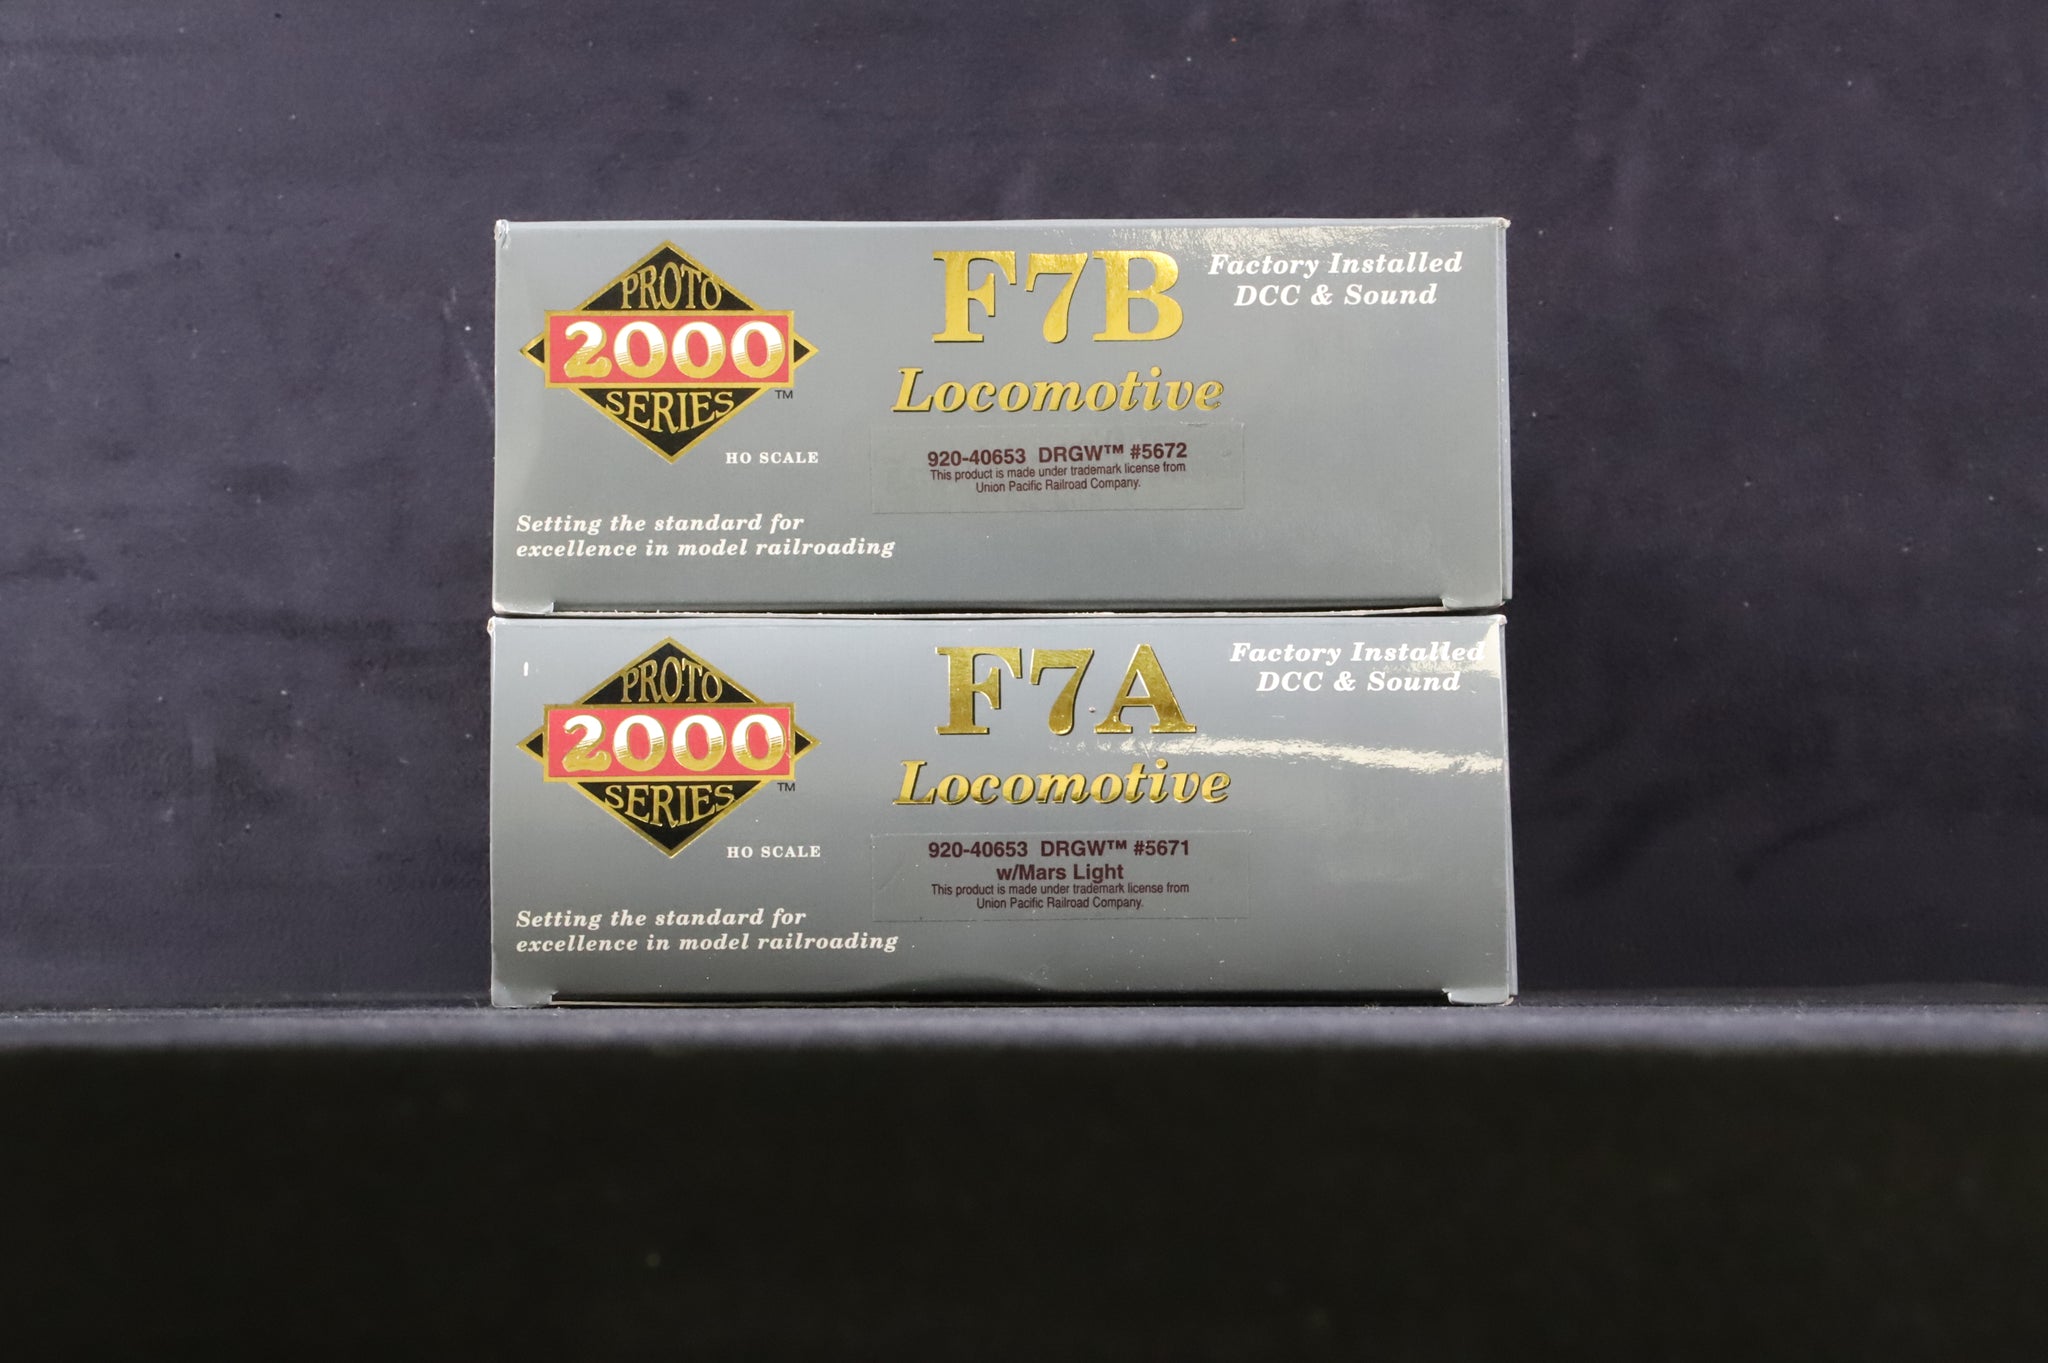 PROTO
2000
SERIES
TM
HO SCALE
Setting the standard for
excellence in model railroading
F7B
Locomotive
Factory Installed
DCC & Sound
920-40653 DRGW™ #5672
This product is made under trademark license from
Union Pacific Railroad Company.
PROTO
2000
SERIES
TM
HO SCALE
Setting the standard for
excellence in model railroading
F7A
Locomotive
Factory Installed
DCC & Sound
920-40653 DRGW™ #5671
w/Mars Light
This product is made under trademark license from
Union Pacific Railroad Company.